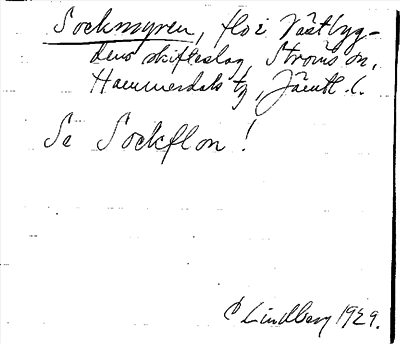 Sockmyren, flo i Västbyg-
dens skifteslag, Ströms sn,
Hammerdals tg, Jämtl. l.
Se Sockflon!
C Lindberg 1929.